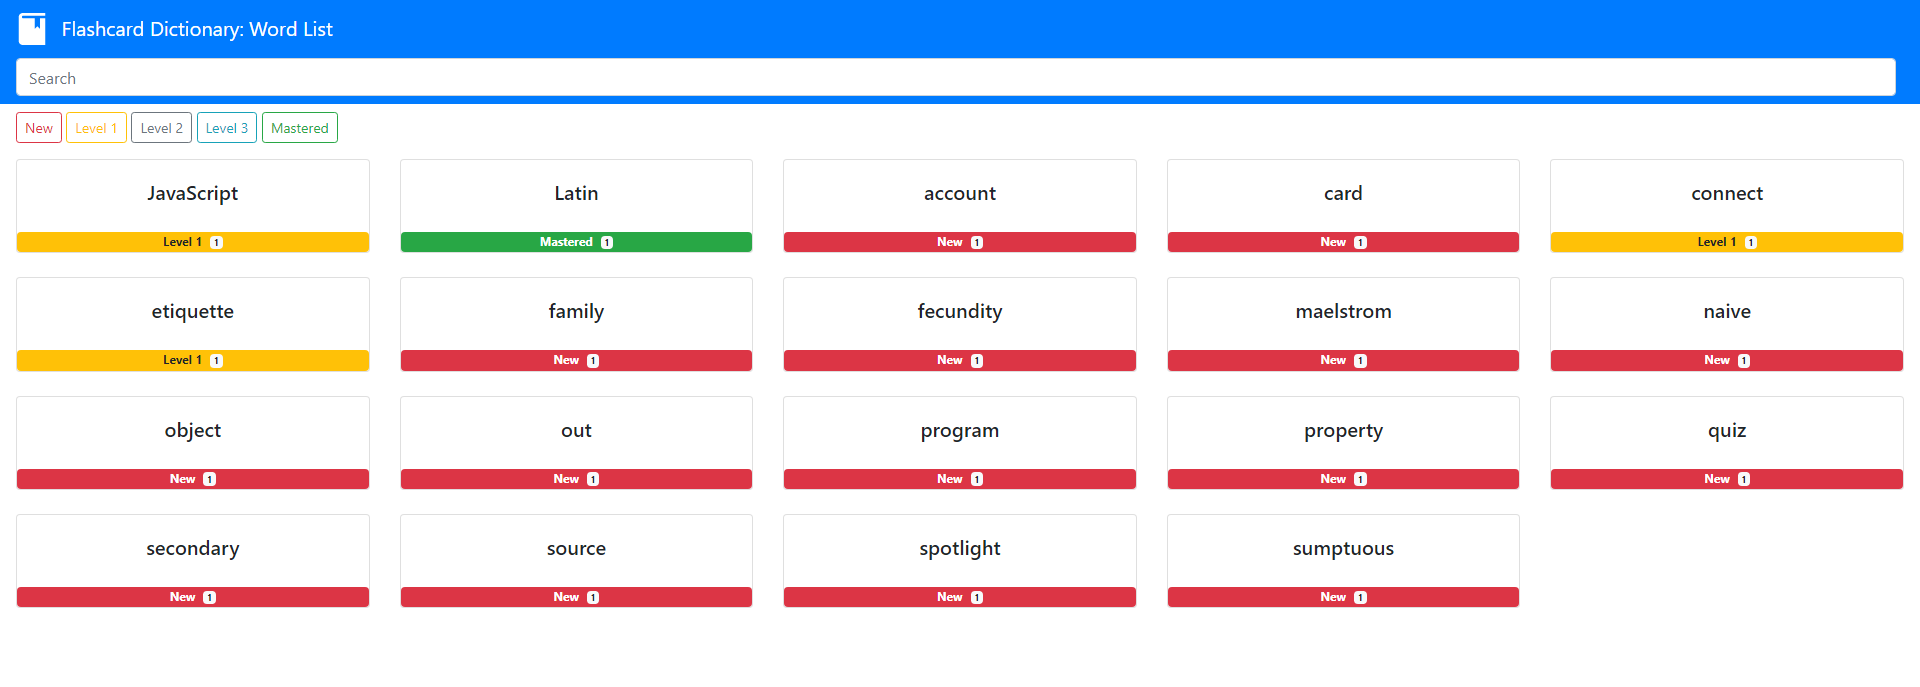 Flashcard Dictionary: Word List
Search
New Level 1 Level 2 Level 3 Mastered
JavaScript Latin account card connect
Level 1 1 Mastered 1 New 1 New 1 Level 1 1
etiquette family fecundity maelstrom naive
Level 1 1 New 1 New 1 New 1 New 1
object out program property quiz
New 1 New 1 New 1 New 1 New 1
secondary source spotlight sumptuous
New 1 New 1 New 1 New 1